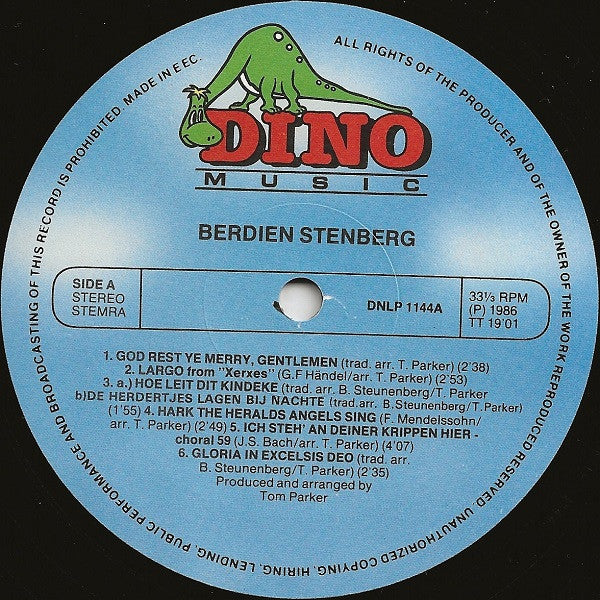 ALL RIGHTS OF THE PRODUCER AND OF THE OWNER OF THE WORK REPRODUCED RESERVED. UNAUTHORIZED COPYING, HIRING, LENDING, PUBLIC PERFORMANCE AND BROADCASTING OF THIS RECORD IS PROHIBITED. MADE IN EEC.
DINO
MUSIC
BERDIEN STENBERG
SIDE A
STEREO
STEMRA
DNLP 1144A
33⅓ RPM
(P) 1986
TT 19'01
1. GOD REST YE MERRY, GENTLEMEN (trad. arr. T. Parker) (2'38)
2. LARGO from "Xerxes" (G.F Händel/arr. T. Parker) (2'53)
3. a.) HOE LEIT DIT KINDEKE (trad. arr. B. Steunenberg/T. Parker
b)DE HERDERTJES LAGEN BIJ NACHTE (trad. arr. B. Steunenberg/T. Parker)
(1'55) 4. HARK THE HERALDS ANGELS SING (F. Mendelssohn/
arr. T. Parker) (2'49) 5. ICH STEH' AN DEINER KRIPPEN HIER -
choral 59 (J.S. Bach/arr. T. Parker) (4'07)
6. GLORIA IN EXCELSIS DEO (trad. arr.
B. Steunenberg/T. Parker) (2'35)
Produced and arranged by
Tom Parker